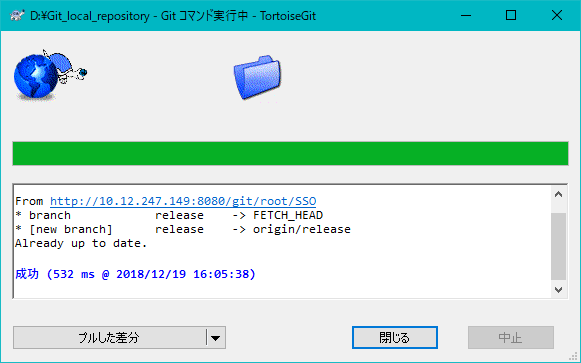 D:¥Git_local_repository - Git コマンド実行中 - TortoiseGit
From http://10.12.247.149:8080/git/root/SSO
* branch            release    -> FETCH_HEAD
* [new branch]      release    -> origin/release
Already up to date.
成功 (532 ms @ 2018/12/19 16:05:38)
プルした差分
閉じる
中止